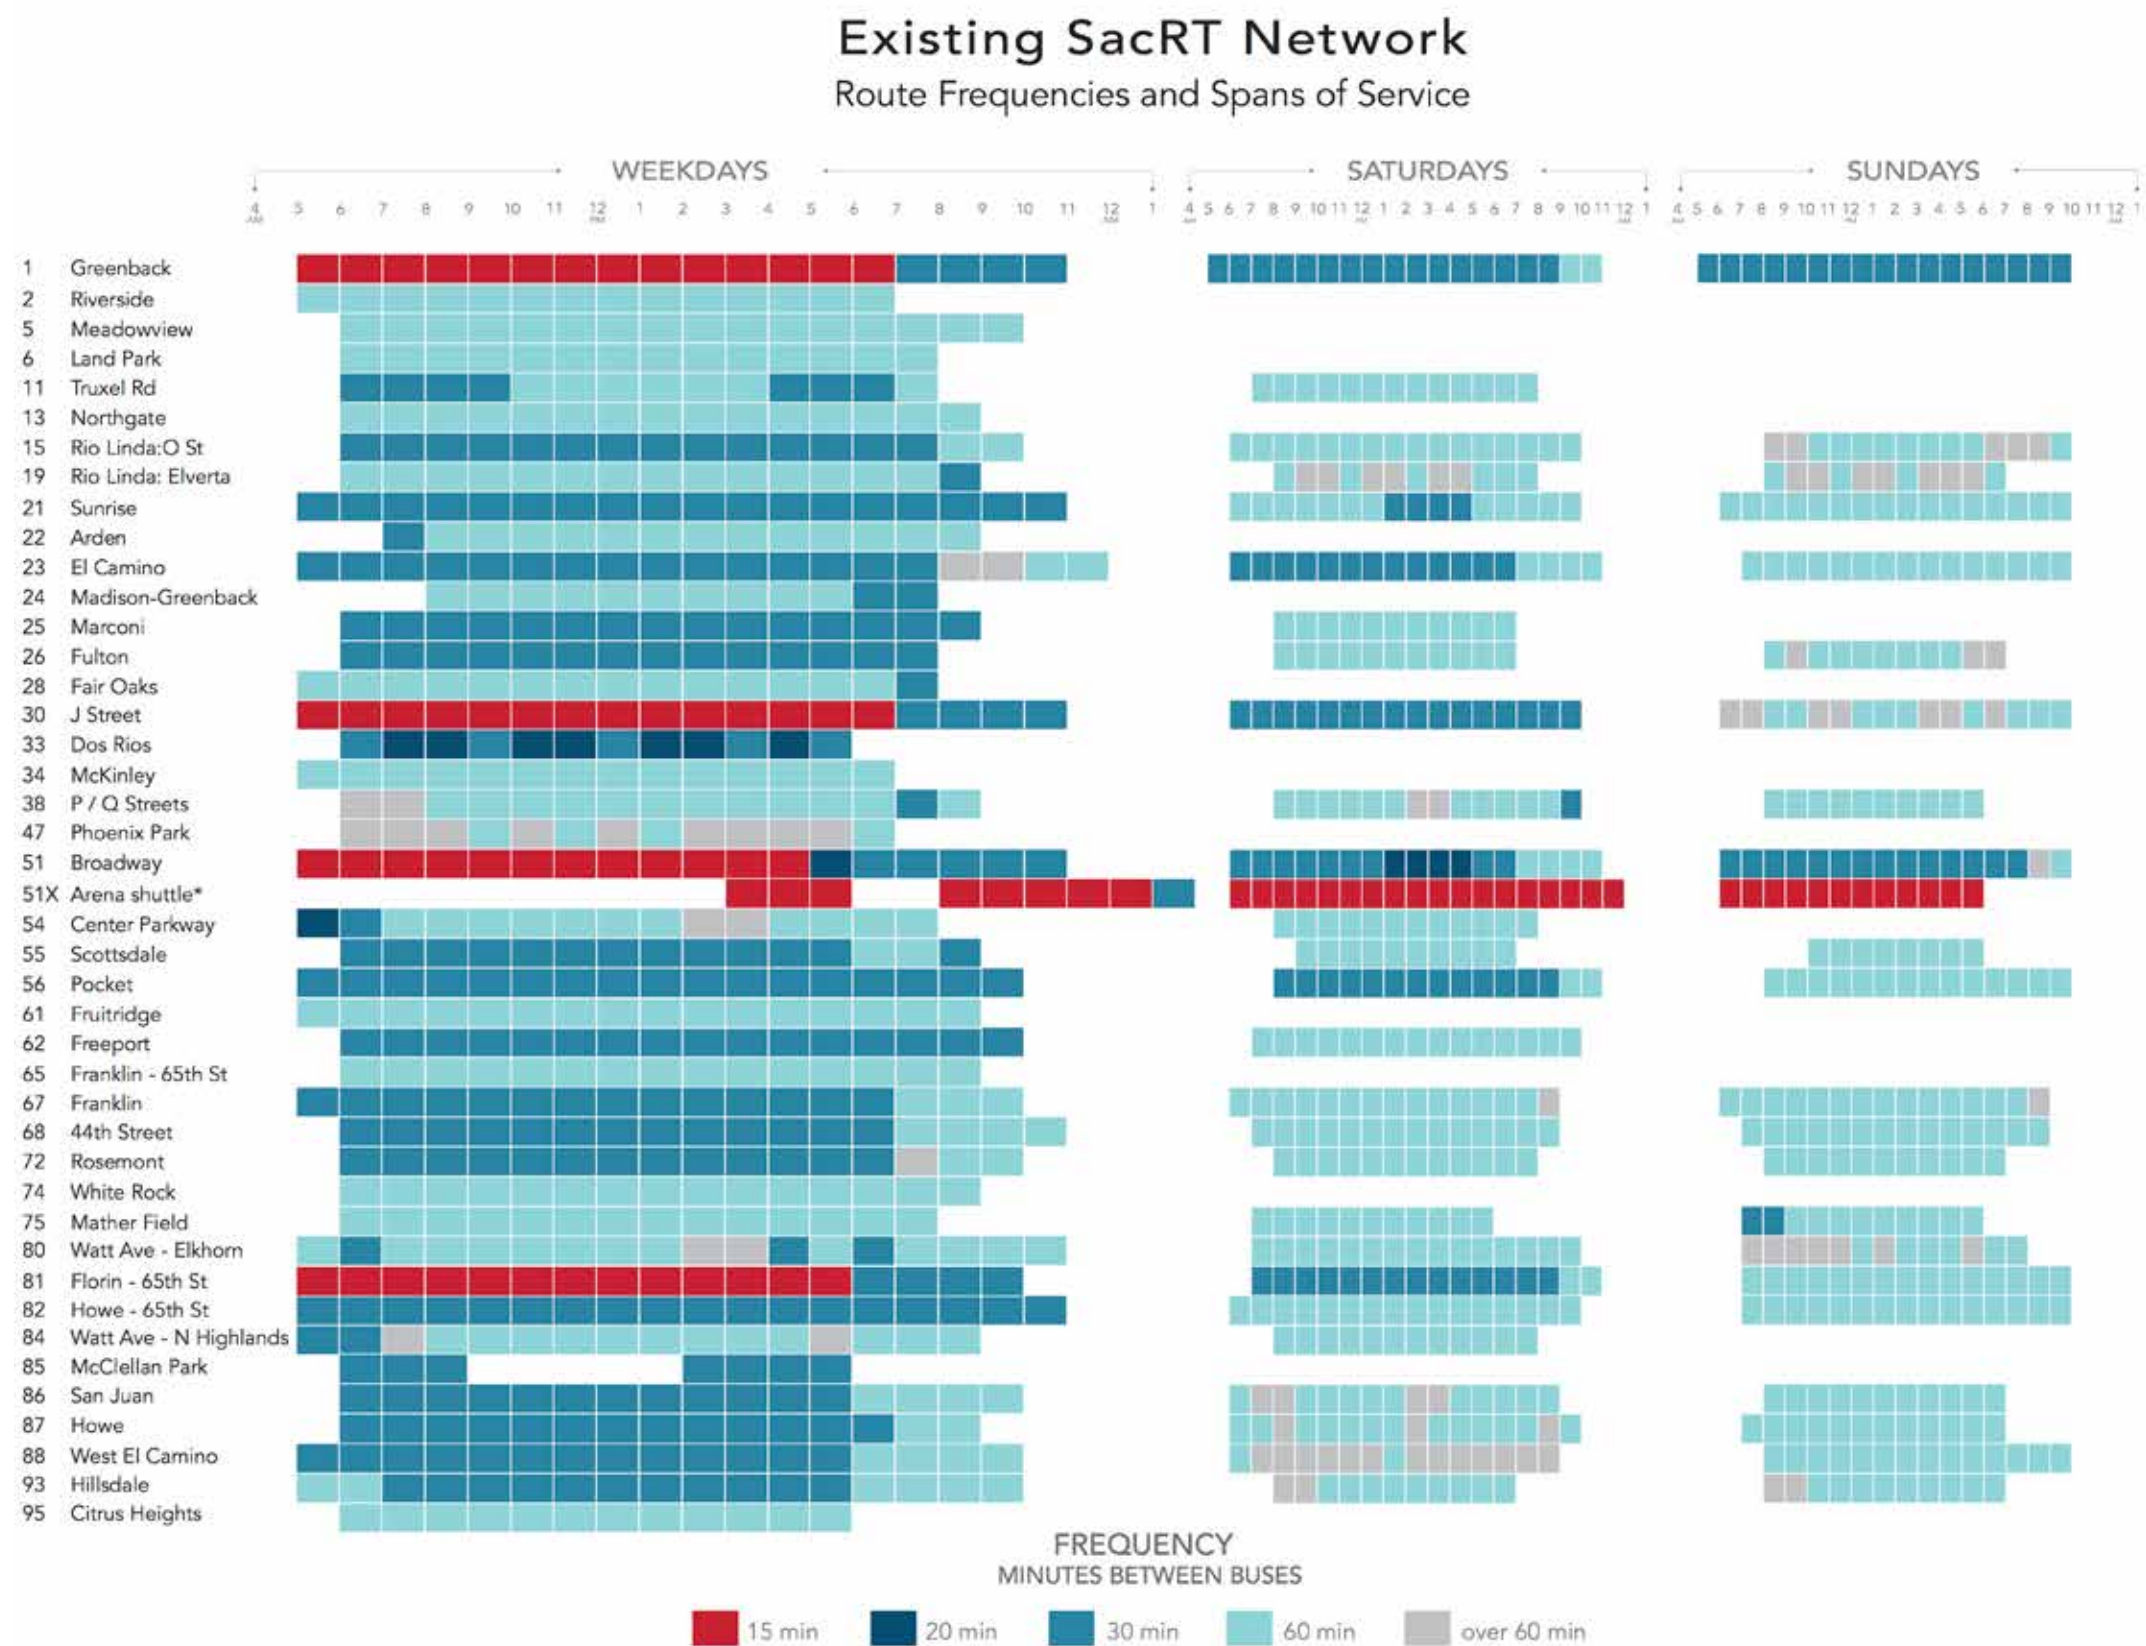 Existing SacRT Network
Route Frequencies and Spans of Service
WEEKDAYS SATURDAYS SUNDAYS
4 5 6 7 8 9 10 11 12 1 2 3 4 5 6 7 8 9 10 11 12 1 4 5 6 7 8 9 10 11 12 1 2 3 4 5 6 7 8 9 10 11 12 1 4 5 6 7 8 9 10 11 12 1 2 3 4 5 6 7 8 9 10 11 12 1
1 Greenback
2 Riverside
5 Meadowview
6 Land Park
11 Truxel Rd
13 Northgate
15 Rio Linda:O St
19 Rio Linda: Elverta
21 Sunrise
22 Arden
23 El Camino
24 Madison-Greenback
25 Marconi
26 Fulton
28 Fair Oaks
30 J Street
33 Dos Rios
34 McKinley
38 P / Q Streets
47 Phoenix Park
51 Broadway
51X Arena shuttle*
54 Center Parkway
55 Scottsdale
56 Pocket
61 Fruitridge
62 Freeport
65 Franklin - 65th St
67 Franklin
68 44th Street
72 Rosemont
74 White Rock
75 Mather Field
80 Watt Ave - Elkhorn
81 Florin - 65th St
82 Howe - 65th St
84 Watt Ave - N Highlands
85 McClellan Park
86 San Juan
87 Howe
88 West El Camino
93 Hillsdale
95 Citrus Heights
FREQUENCY
MINUTES BETWEEN BUSES
15 min 20 min 30 min 60 min over 60 min